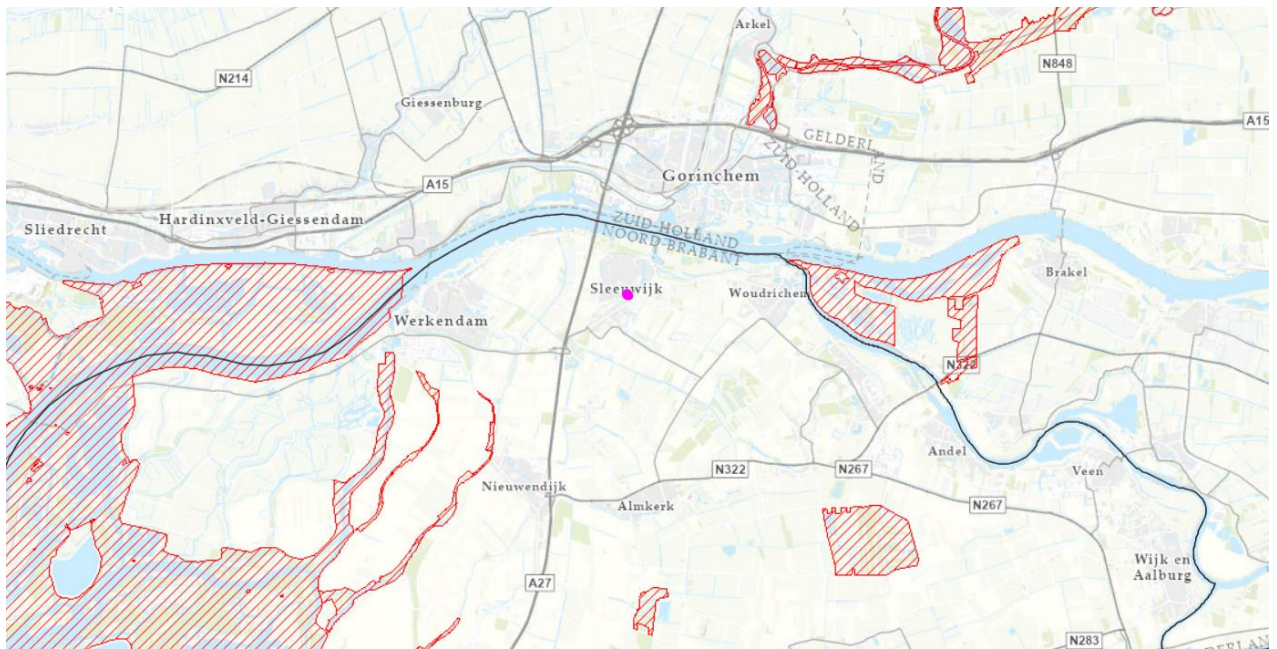 Arkel
N214
N848
Giessenburg
A15
GELDERLAND
ZUID-HOLLAND
Gorinchem
A15
Hardinxveld-Giessendam
Sliedrecht
ZUID-HOLLAND
NOORD-BRABANT
Brakel
Sleeuwijk
Woudrichem
Werkendam
N322
Andel
N322
N267
Veen
Nieuwendijk
Almkerk
N267
Wijk en
Aalburg
A27
N283